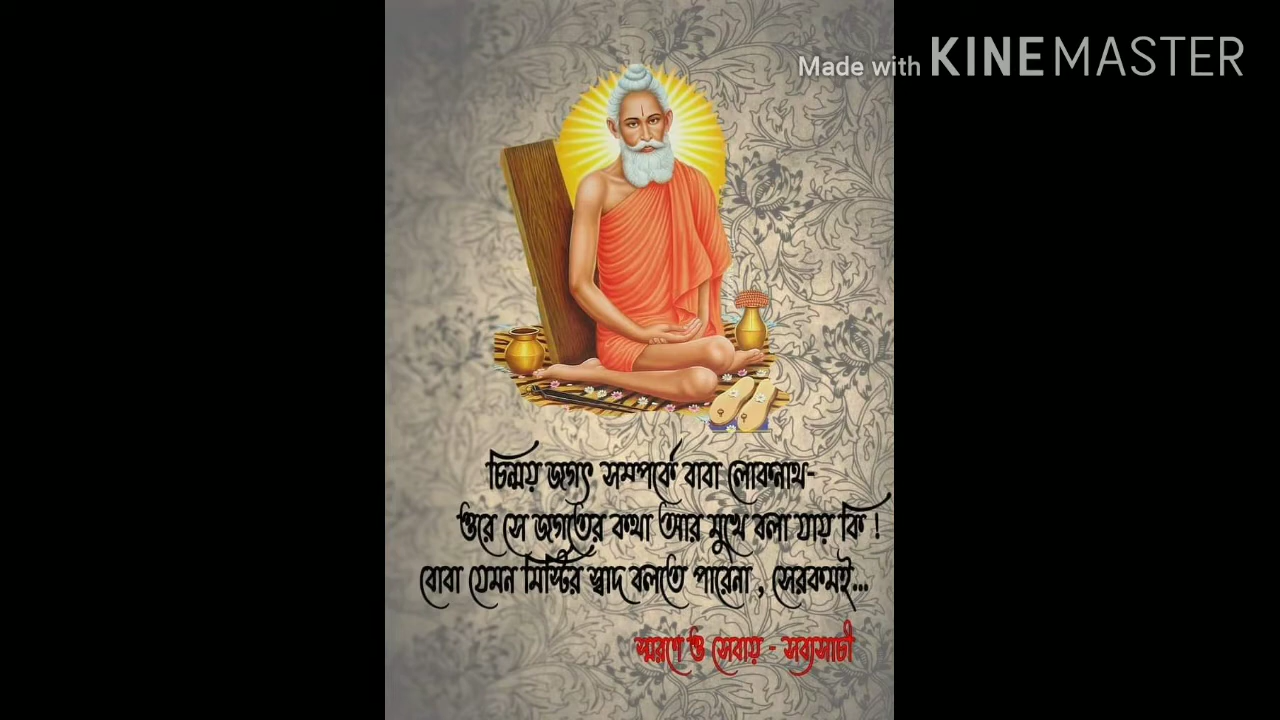 Made with KINEMASTER
চিন্ময় জগৎ সম্পর্কে বাবা লোকনাথ-
ওরে সে জগতের কথা আর মুখে বলা যায় কি !
বোবা যেমন মিস্টির স্বাদ বলতে পারেনা , সেরকমই...
স্মরণে ও সেবায় - সব্যসাচী